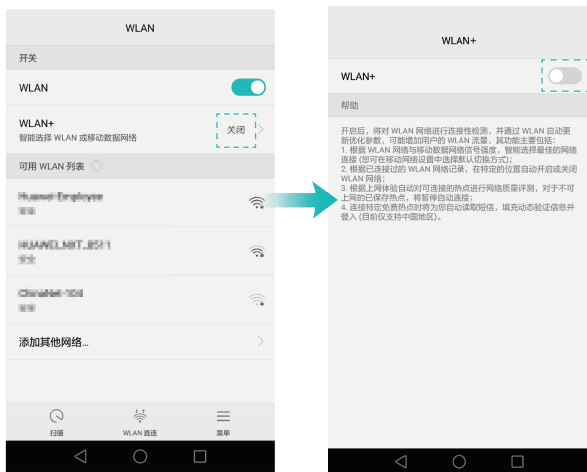 WLAN
开关
WLAN
WLAN+
智能选择 WLAN 或移动数据网络
关闭
可用 WLAN 列表
添加其他网络...
扫描
WLAN 直连
菜单
WLAN+
WLAN+
帮助
开启后，将对 WLAN 网络进行连接性检测，并通过 WLAN 自动更
新优化参数，可能增加用户的 WLAN 流量，其功能主要包括：
1. 根据 WLAN 网络与移动数据网络信号强度，智能选择最佳的网络
连接 (您可在移动网络设置中选择默认切换方式)；
2. 根据已连接过的 WLAN 网络记录，在特定的位置自动开启或关闭
WLAN 网络；
3. 根据上网体验自动对可连接的热点进行网络质量评测，对于不可
上网的已保存热点，将暂停自动连接；
4. 连接特定免费热点时将为您自动读取短信，填充动态验证信息并
登入 (目前仅支持中国地区)。